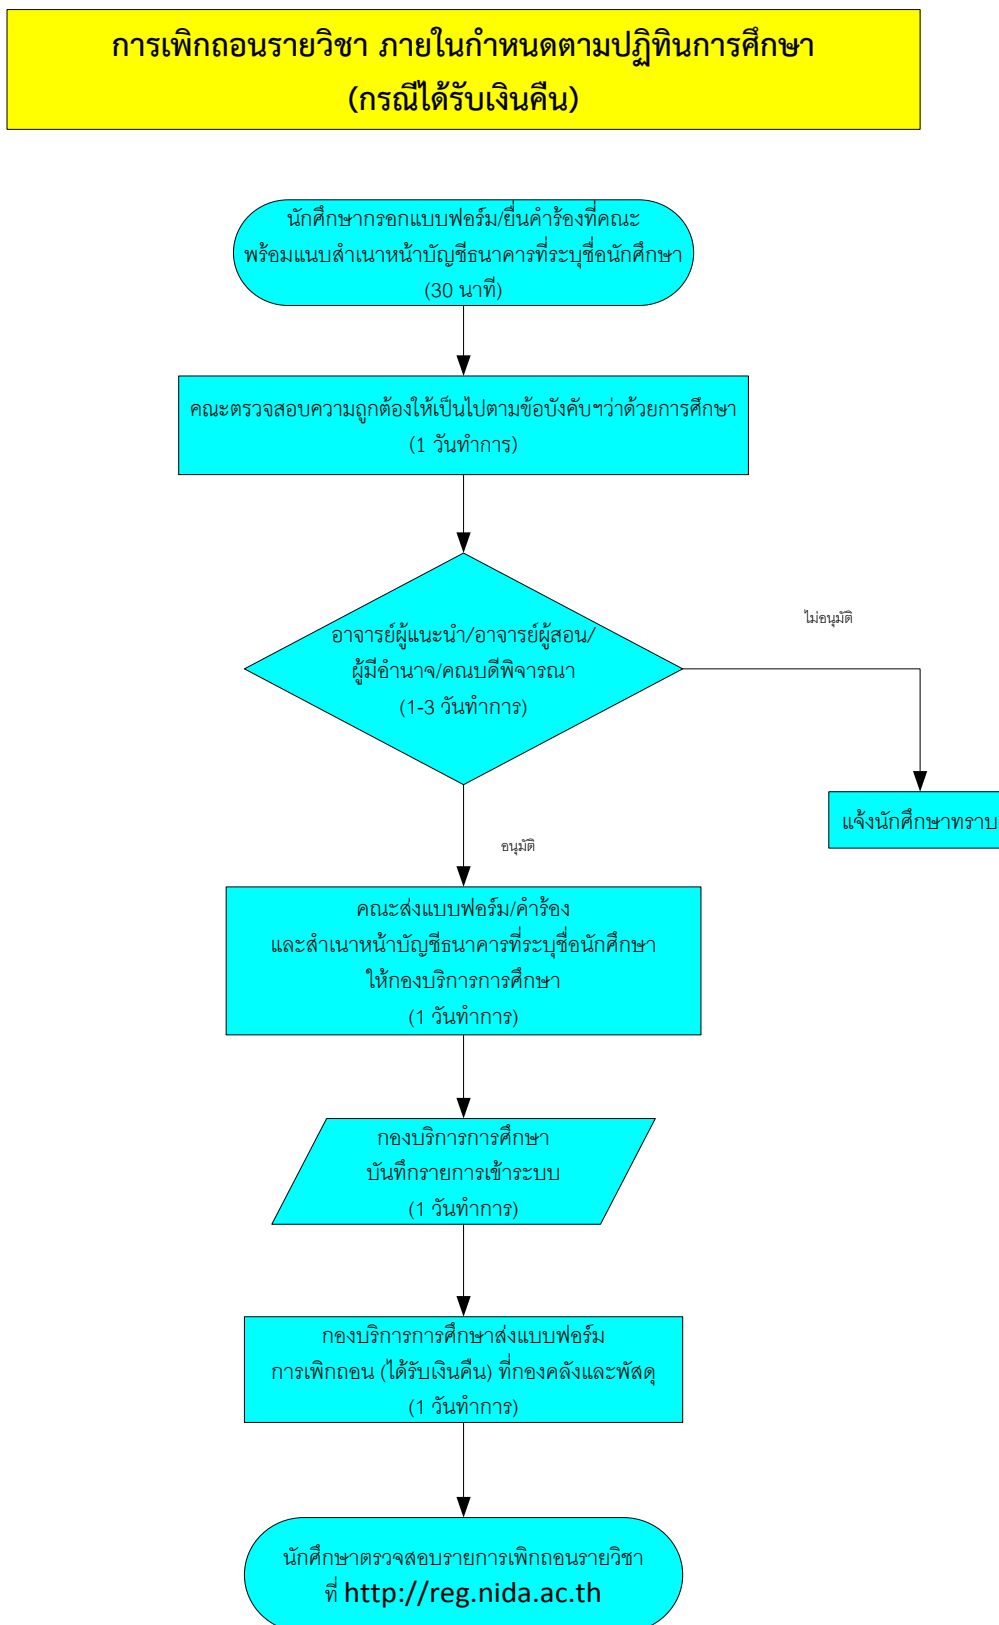 การเพิกถอนรายวิชา ภายในกำหนดตามปฏิทินการศึกษา
(กรณีได้รับเงินคืน)
นักศึกษากรอกแบบฟอร์ม/ยื่นคำร้องที่คณะ
พร้อมแนบสำเนาหน้าบัญชีธนาคารที่ระบุชื่อนักศึกษา
(30 นาที)
คณะตรวจสอบความถูกต้องให้เป็นไปตามข้อบังคับฯว่าด้วยการศึกษา
(1 วันทำการ)
อาจารย์ผู้แนะนำ/อาจารย์ผู้สอน/
ผู้มีอำนาจ/คณบดีพิจารณา
(1-3 วันทำการ)
ไม่อนุมัติ
แจ้งนักศึกษาทราบ
อนุมัติ
คณะส่งแบบฟอร์ม/คำร้อง
และสำเนาหน้าบัญชีธนาคารที่ระบุชื่อนักศึกษา
ให้กองบริการการศึกษา
(1 วันทำการ)
กองบริการการศึกษา
บันทึกรายการเข้าระบบ
(1 วันทำการ)
กองบริการการศึกษาส่งแบบฟอร์ม
การเพิกถอน (ได้รับเงินคืน) ที่กองคลังและพัสดุ
(1 วันทำการ)
นักศึกษาตรวจสอบรายการเพิกถอนรายวิชา
ที่ http://reg.nida.ac.th